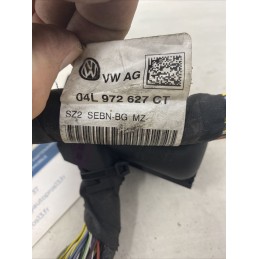 VW AG
04L 972 627 CT
SZ2 SEBN-BG MZ